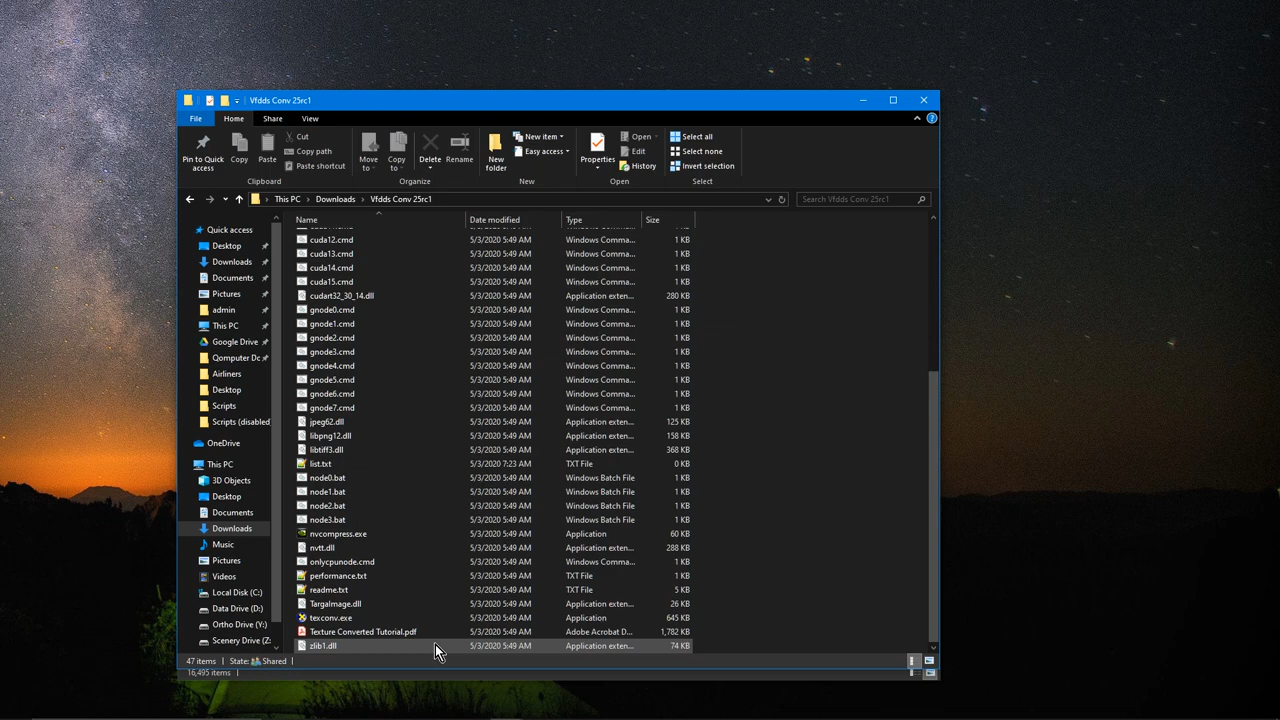 Vfdds Conv 25rc1
File Home Share View
Pin to Quick access
Copy
Paste
Cut
Copy path
Paste shortcut
Clipboard
Move to
Copy to
Delete
Rename
Organize
New folder
New item
Easy access
New
Properties
Open
Edit
History
Open
Select all
Select none
Invert selection
Select
This PC > Downloads > Vfdds Conv 25rc1
Search Vfdds Conv 25rc1
Quick access
Desktop
Downloads
Documents
Pictures
admin
This PC
Google Drive
Qomputer Dc
Airliners
Desktop
Scripts
Scripts (disabled)
OneDrive
This PC
3D Objects
Desktop
Documents
Downloads
Music
Pictures
Videos
Local Disk (C:)
Data Drive (D:)
Ortho Drive (Y:)
Scenery Drive (Z:
Name Date modified Type Size
cuda12.cmd 5/3/2020 5:49 AM Windows Comma... 1 KB
cuda13.cmd 5/3/2020 5:49 AM Windows Comma... 1 KB
cuda14.cmd 5/3/2020 5:49 AM Windows Comma... 1 KB
cuda15.cmd 5/3/2020 5:49 AM Windows Comma... 1 KB
cudart32_30_14.dll 5/3/2020 5:49 AM Application exten... 280 KB
gnode0.cmd 5/3/2020 5:49 AM Windows Comma... 1 KB
gnode1.cmd 5/3/2020 5:49 AM Windows Comma... 1 KB
gnode2.cmd 5/3/2020 5:49 AM Windows Comma... 1 KB
gnode3.cmd 5/3/2020 5:49 AM Windows Comma... 1 KB
gnode4.cmd 5/3/2020 5:49 AM Windows Comma... 1 KB
gnode5.cmd 5/3/2020 5:49 AM Windows Comma... 1 KB
gnode6.cmd 5/3/2020 5:49 AM Windows Comma... 1 KB
gnode7.cmd 5/3/2020 5:49 AM Windows Comma... 1 KB
jpeg62.dll 5/3/2020 5:49 AM Application exten... 125 KB
libpng12.dll 5/3/2020 5:49 AM Application exten... 158 KB
libtiff3.dll 5/3/2020 5:49 AM Application exten... 368 KB
list.txt 5/3/2020 7:23 AM TXT File 0 KB
node0.bat 5/3/2020 5:49 AM Windows Batch File 1 KB
node1.bat 5/3/2020 5:49 AM Windows Batch File 1 KB
node2.bat 5/3/2020 5:49 AM Windows Batch File 1 KB
node3.bat 5/3/2020 5:49 AM Windows Batch File 1 KB
nvcompress.exe 5/3/2020 5:49 AM Application 60 KB
nvtt.dll 5/3/2020 5:49 AM Application exten... 288 KB
onlycpunode.cmd 5/3/2020 5:49 AM Windows Comma... 1 KB
performance.txt 5/3/2020 5:49 AM TXT File 1 KB
readme.txt 5/3/2020 5:49 AM TXT File 5 KB
TargaImage.dll 5/3/2020 5:49 AM Application exten... 26 KB
texconv.exe 5/3/2020 5:49 AM Application 645 KB
Texture Converted Tutorial.pdf 5/3/2020 5:49 AM Adobe Acrobat D... 1,782 KB
zlib1.dll 5/3/2020 5:49 AM Application exten... 74 KB
47 items State: Shared
16,495 items